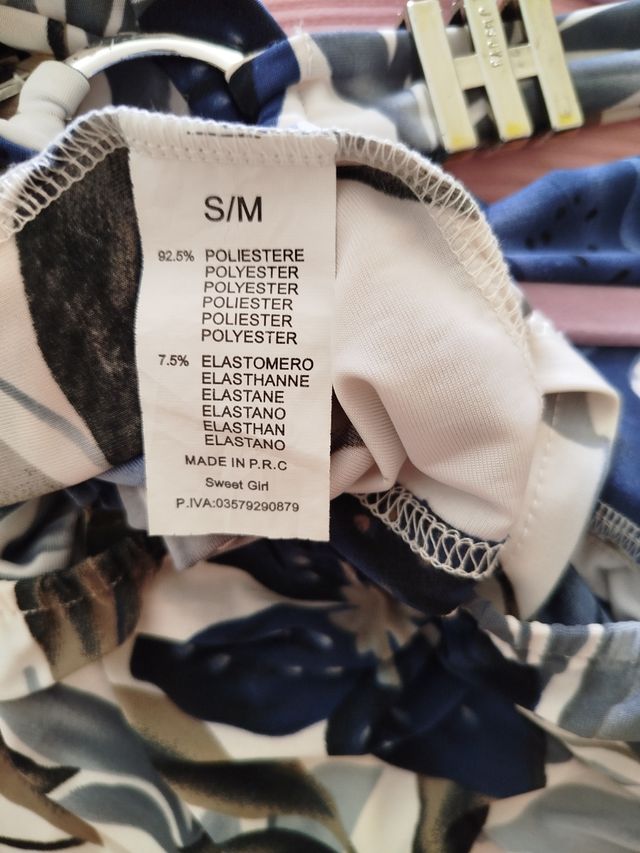 S/M
92.5% POLIESTERE
POLYESTER
POLYESTER
POLIESTER
POLIESTER
POLYESTER
7.5% ELASTOMERO
ELASTHANNE
ELASTANE
ELASTANO
ELASTHAN
ELASTANO
MADE IN P.R.C
Sweet Girl
P.IVA:03579290879